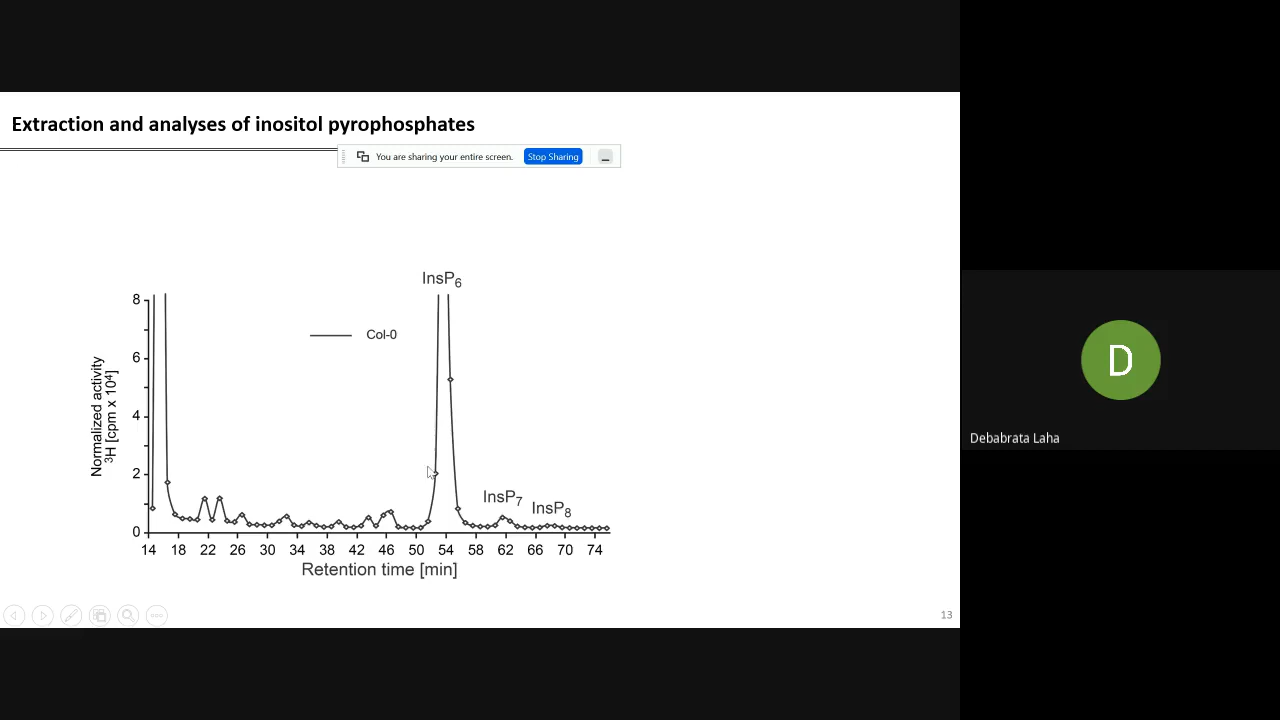 Extraction and analyses of inositol pyrophosphates
You are sharing your entire screen. Stop Sharing
InsP6
8
Col-0
6
4
2
0
Normalized activity
3H [cpm x 10⁴]
InsP7
InsP8
14 18 22 26 30 34 38 42 46 50 54 58 62 66 70 74
Retention time [min]
13
D
Debabrata Laha